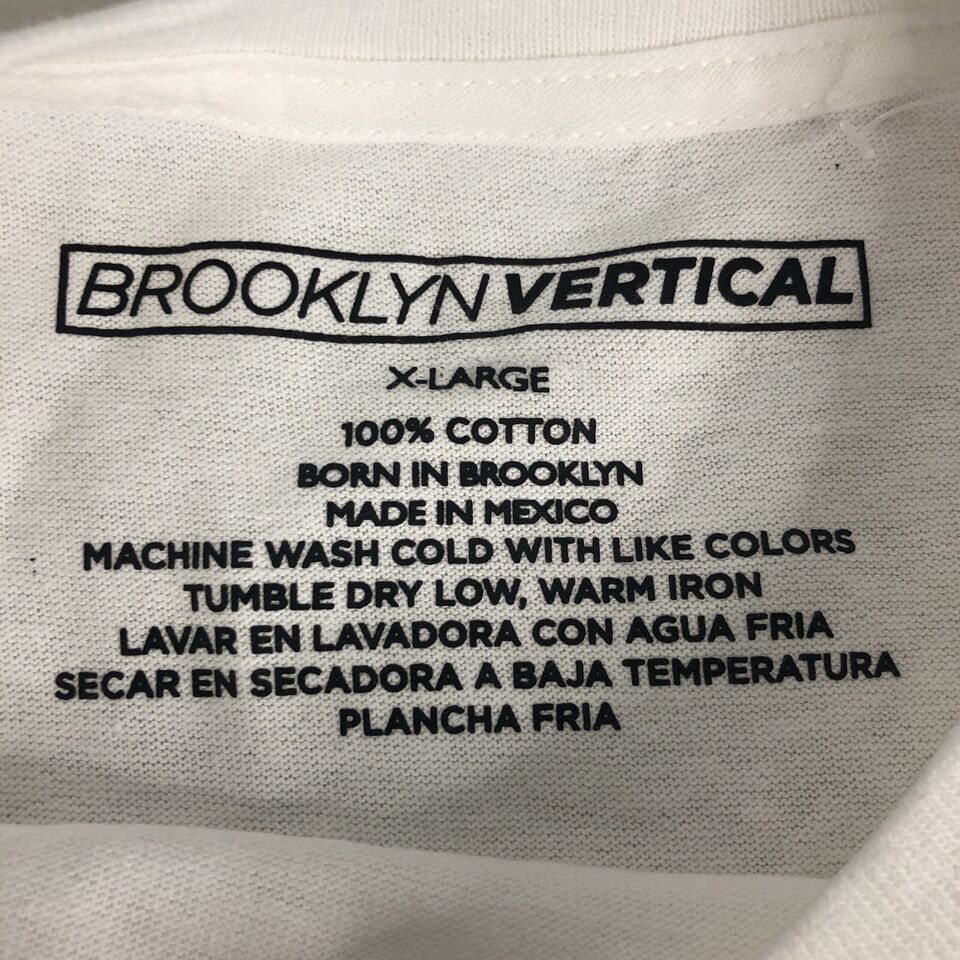 BROOKLYN VERTICAL
X-LARGE
100% COTTON
BORN IN BROOKLYN
MADE IN MEXICO
MACHINE WASH COLD WITH LIKE COLORS
TUMBLE DRY LOW, WARM IRON
LAVAR EN LAVADORA CON AGUA FRIA
SECAR EN SECADORA A BAJA TEMPERATURA
PLANCHA FRIA